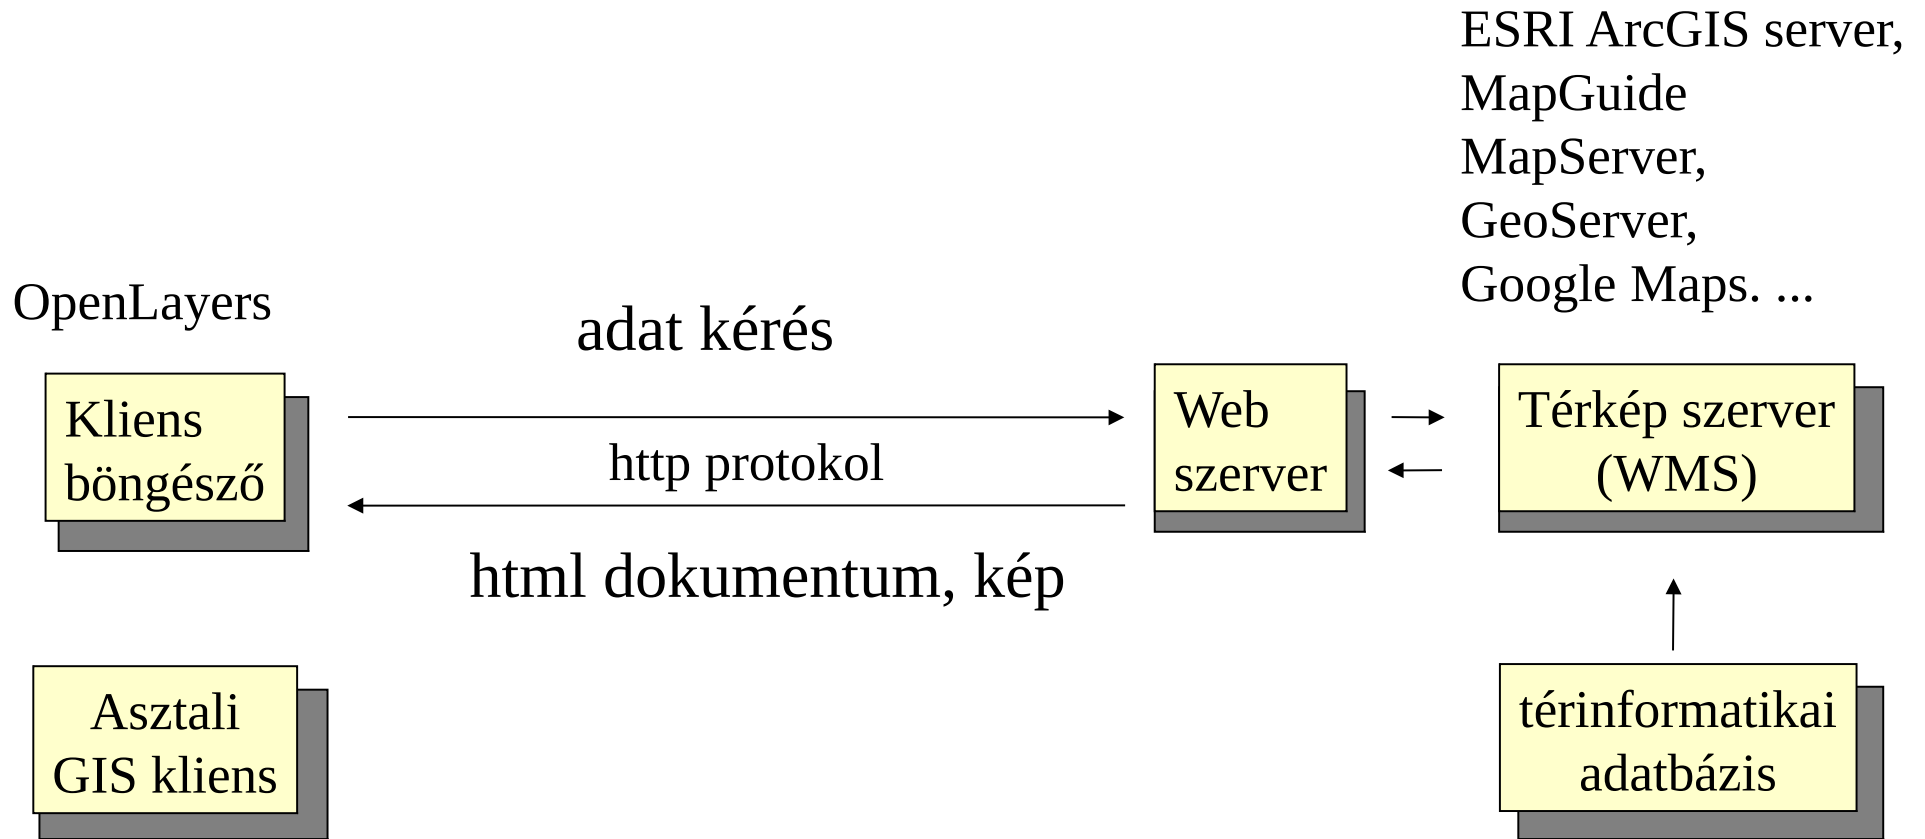 ESRI ArcGIS server,
MapGuide
MapServer,
GeoServer,
Google Maps. ...
OpenLayers
adat kérés
Kliens
böngésző
http protokol
Web
szerver
Térkép szerver
(WMS)
html dokumentum, kép
Asztali
GIS kliens
térinformatikai
adatbázis